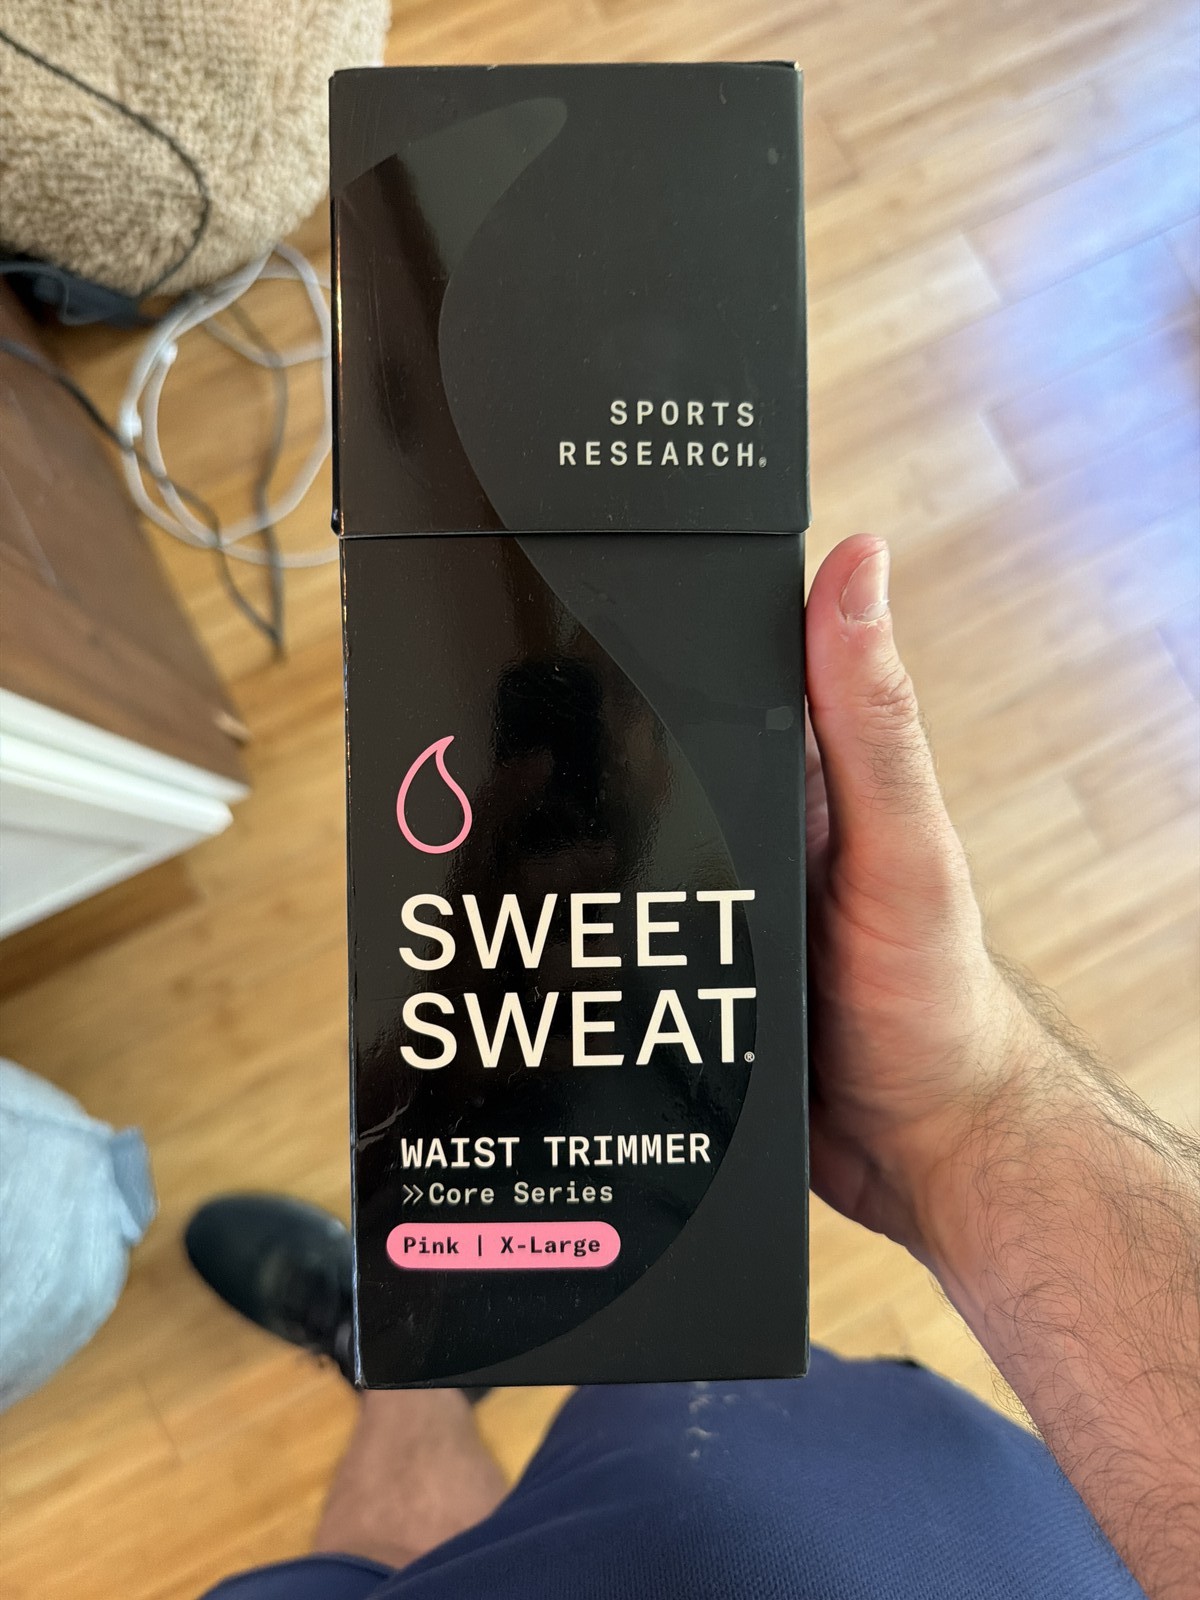 SPORTS
RESEARCH®
SWEET
SWEAT®
WAIST TRIMMER
»Core Series
Pink | X-Large